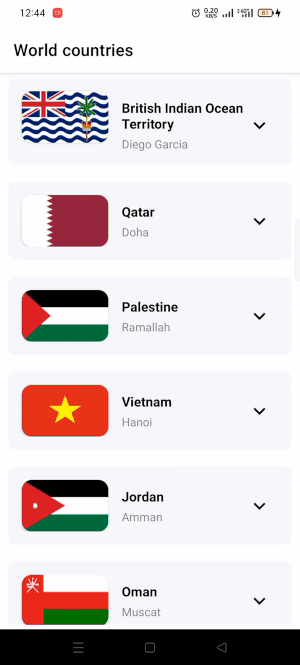 12:44
0.20
KB/S
81
World countries
British Indian Ocean
Territory
Diego Garcia
Qatar
Doha
Palestine
Ramallah
Vietnam
Hanoi
Jordan
Amman
Oman
Muscat